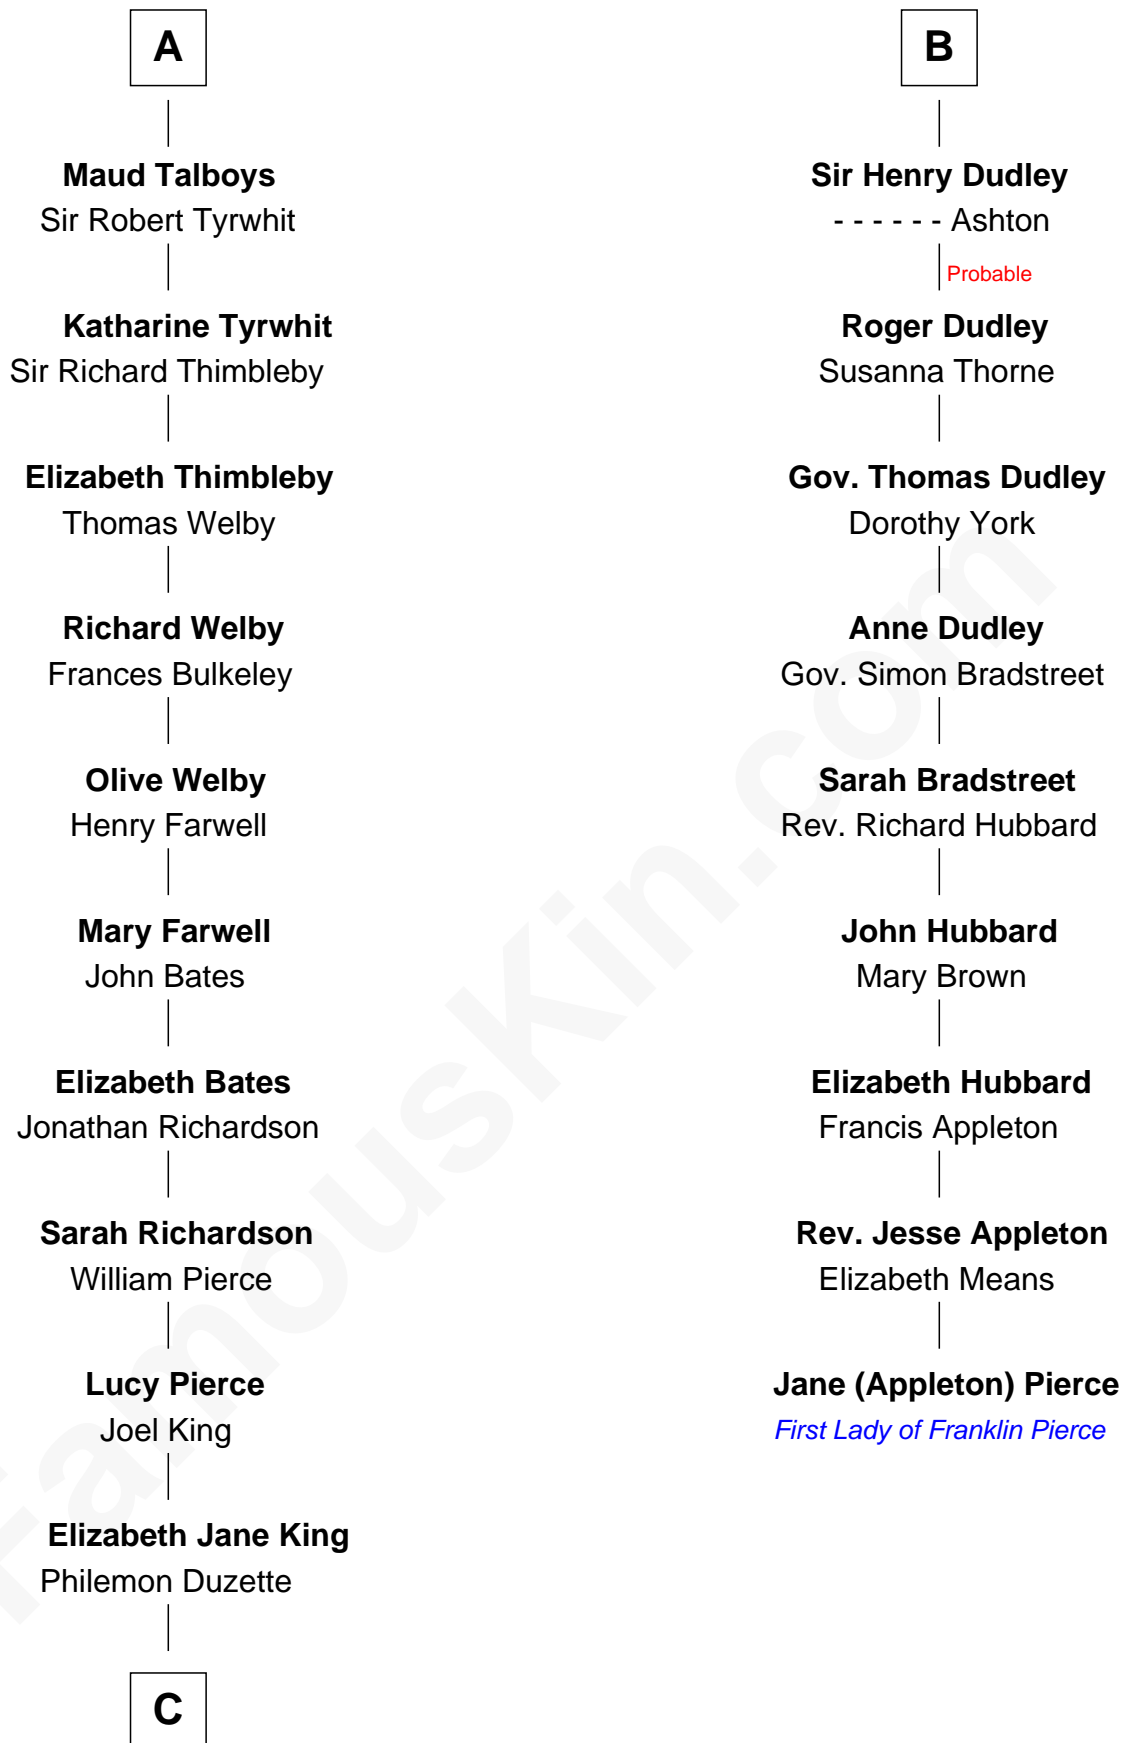 A
Maud Talboys
Sir Robert Tyrwhit
Katharine Tyrwhit
Sir Richard Thimbleby
Elizabeth Thimbleby
Thomas Welby
Richard Welby
Frances Bulkeley
Olive Welby
Henry Farwell
Mary Farwell
John Bates
Elizabeth Bates
Jonathan Richardson
Sarah Richardson
William Pierce
Lucy Pierce
Joel King
Elizabeth Jane King
Philemon Duzette
C
B
Sir Henry Dudley
- - - - - - Ashton
Probable
Roger Dudley
Susanna Thorne
Gov. Thomas Dudley
Dorothy York
Anne Dudley
Gov. Simon Bradstreet
Sarah Bradstreet
Rev. Richard Hubbard
John Hubbard
Mary Brown
Elizabeth Hubbard
Francis Appleton
Rev. Jesse Appleton
Elizabeth Means
Jane (Appleton) Pierce
First Lady of Franklin Pierce
FamousKin.com